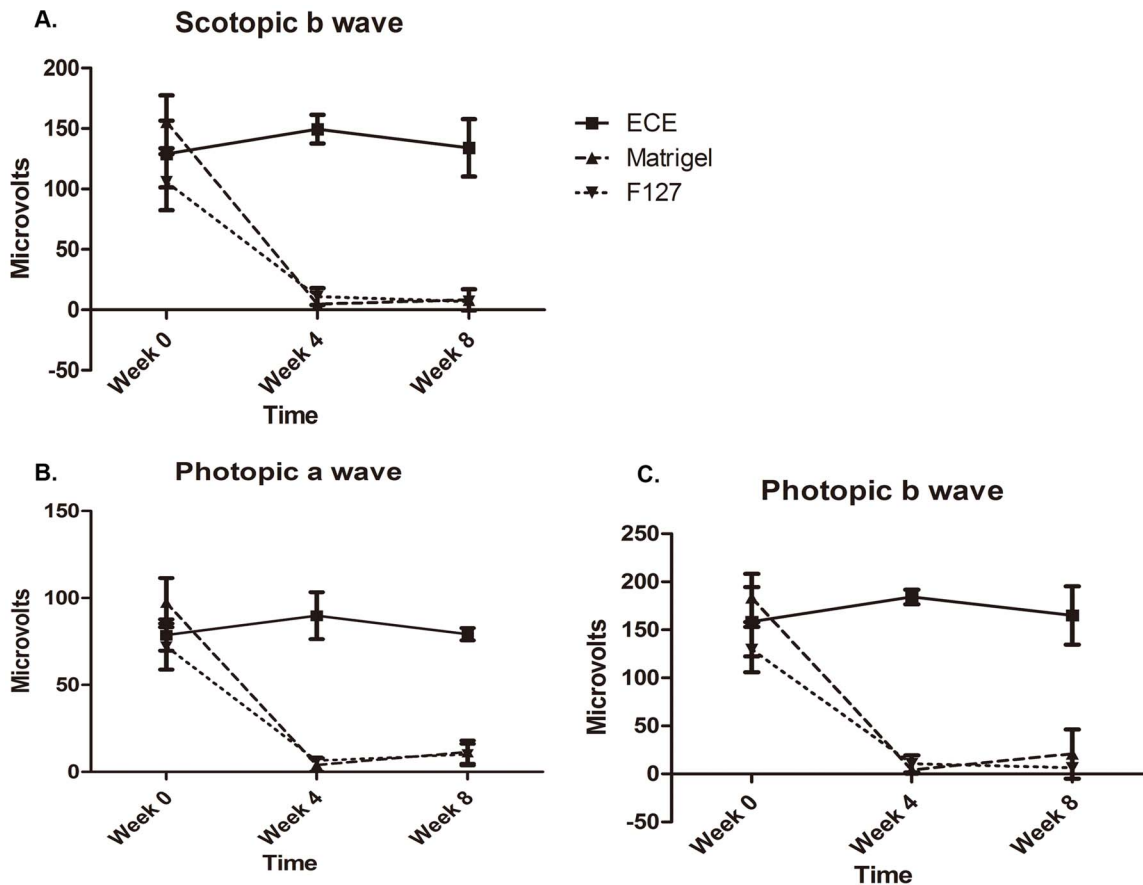 A.
Scotopic b wave
200
150
100
50
0
-50
Microvolts
Week 0
Week 4
Week 8
Time
ECE
Matrigel
F127
B.
Photopic a wave
150
100
50
0
Microvolts
Week 0
Week 4
Week 8
Time
C.
Photopic b wave
250
200
150
100
50
0
-50
Microvolts
Week 0
Week 4
Week 8
Time